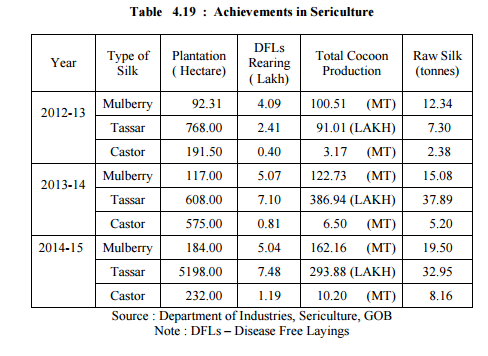 Table 4.19 : Achievements in Sericulture
Year Type of Silk Plantation ( Hectare) DFLs Rearing ( Lakh) Total Cocoon Production Raw Silk (tonnes)
2012-13 Mulberry 92.31 4.09 100.51 (MT) 12.34
Tassar 768.00 2.41 91.01 (LAKH) 7.30
Castor 191.50 0.40 3.17 (MT) 2.38
2013-14 Mulberry 117.00 5.07 122.73 (MT) 15.08
Tassar 608.00 7.10 386.94 (LAKH) 37.89
Castor 575.00 0.81 6.50 (MT) 5.20
2014-15 Mulberry 184.00 5.04 162.16 (MT) 19.50
Tassar 5198.00 7.48 293.88 (LAKH) 32.95
Castor 232.00 1.19 10.20 (MT) 8.16
Source : Department of Industries, Sericulture, GOB
Note : DFLs – Disease Free Layings